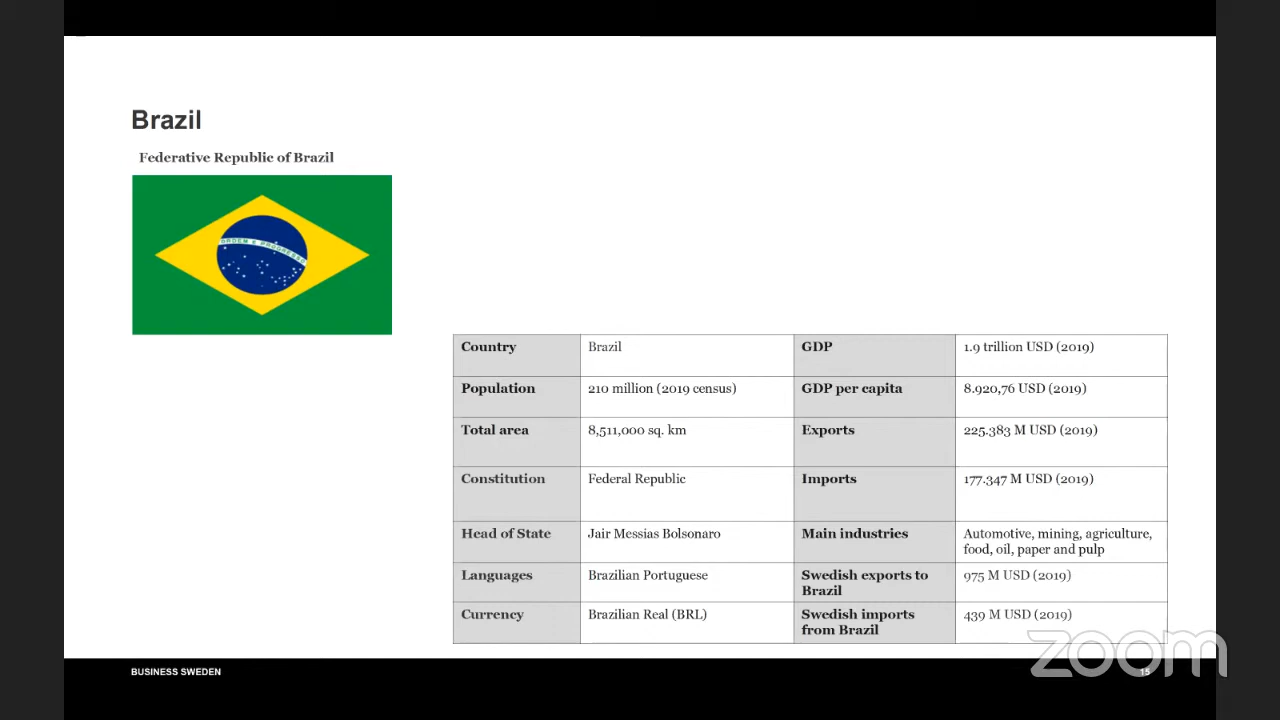 Brazil
Federative Republic of Brazil
ORDEM E PROGRESSO
Country Brazil GDP 1.9 trillion USD (2019)
Population 210 million (2019 census) GDP per capita 8.920,76 USD (2019)
Total area 8,511,000 sq. km Exports 225.383 M USD (2019)
Constitution Federal Republic Imports 177.347 M USD (2019)
Head of State Jair Messias Bolsonaro Main industries Automotive, mining, agriculture,
food, oil, paper and pulp
Languages Brazilian Portuguese Swedish exports to 975 M USD (2019)
Brazil
Currency Brazilian Real (BRL) Swedish imports 439 M USD (2019)
from Brazil
zoom
BUSINESS SWEDEN 15